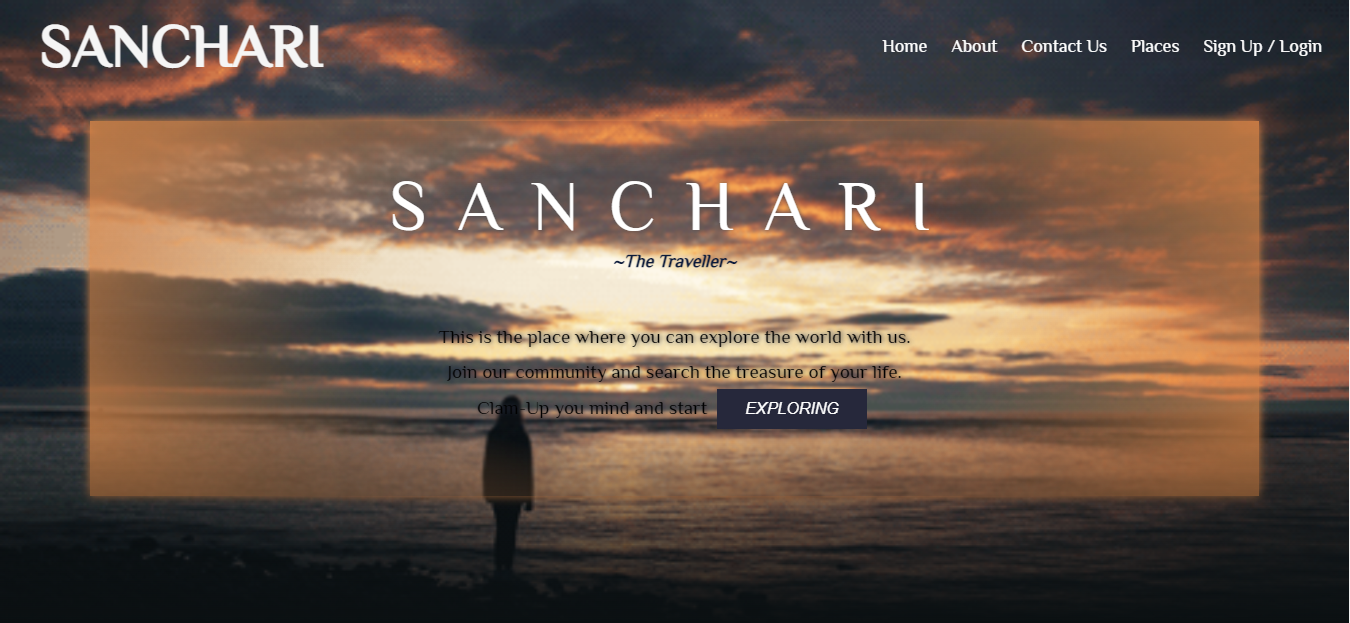 SANCHARI
Home About Contact Us Places Sign Up / Login
SANCHARI
~The Traveller~
This is the place where you can explore the world with us.
Join our community and search the treasure of your life.
Clam-Up you mind and start EXPLORING